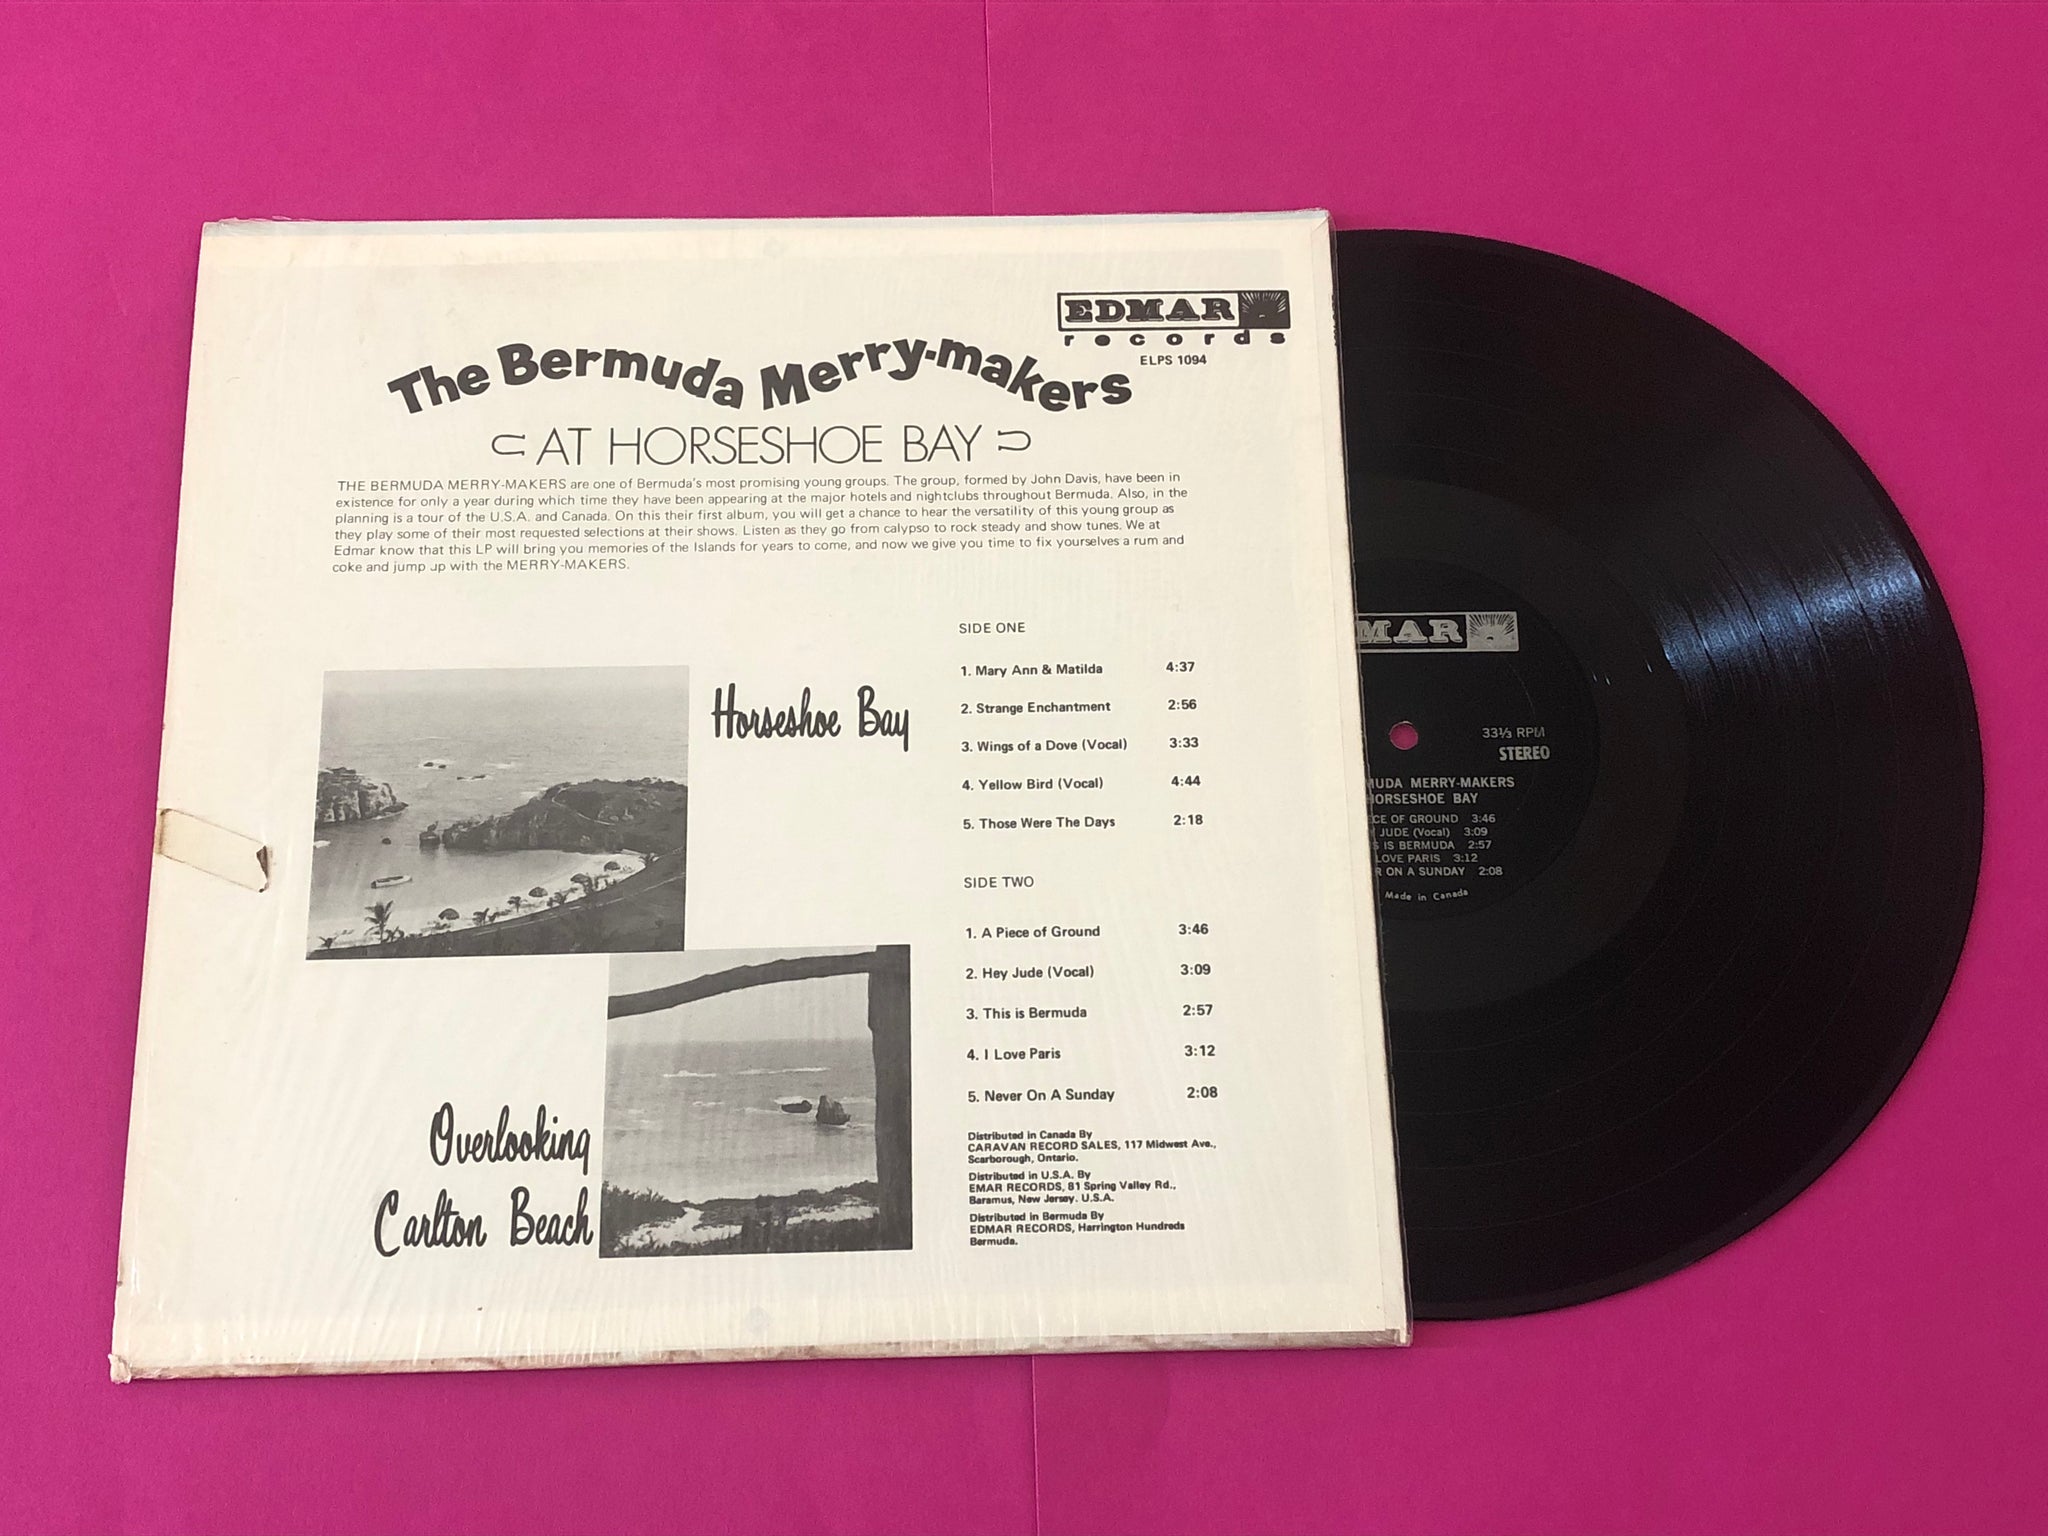 EDMAR
records
ELPS 1094
The Bermuda Merry-makers
AT HORSESHOE BAY
THE BERMUDA MERRY-MAKERS are one of Bermuda's most promising young groups. The group, formed by John Davis, have been in
existence for only a year during which time they have been appearing at the major hotels and nightclubs throughout Bermuda. Also, in the
planning is a tour of the U.S.A. and Canada. On this their first album, you will get a chance to hear the versatility of this young group as
they play some of their most requested selections at their shows. Listen as they go from calypso to rock steady and show tunes. We at
Edmar know that this LP will bring you memories of the Islands for years to come, and now we give you time to fix yourselves a rum and
coke and jump up with the MERRY-MAKERS.
Horseshoe Bay
Overlooking
Carlton Beach
SIDE ONE
1. Mary Ann & Matilda 4:37
2. Strange Enchantment 2:56
3. Wings of a Dove (Vocal) 3:33
4. Yellow Bird (Vocal) 4:44
5. Those Were The Days 2:18
SIDE TWO
1. A Piece of Ground 3:46
2. Hey Jude (Vocal) 3:09
3. This is Bermuda 2:57
4. I Love Paris 3:12
5. Never On A Sunday 2:08
Distributed in Canada By
CARAVAN RECORD SALES, 117 Midwest Ave.,
Scarborough, Ontario.
Distributed in U.S.A. By
EMAR RECORDS, 81 Spring Valley Rd.,
Baramus, New Jersey. U.S.A.
Distributed in Bermuda By
EDMAR RECORDS, Harrington Hundreds
Bermuda.
MAR
33⅓ RPM
STEREO
MUDA MERRY-MAKERS
HORSESHOE BAY
CE OF GROUND 3:46
JUDE (Vocal) 3:09
S IS BERMUDA 2:57
LOVE PARIS 3:12
R ON A SUNDAY 2:08
Made in Canada